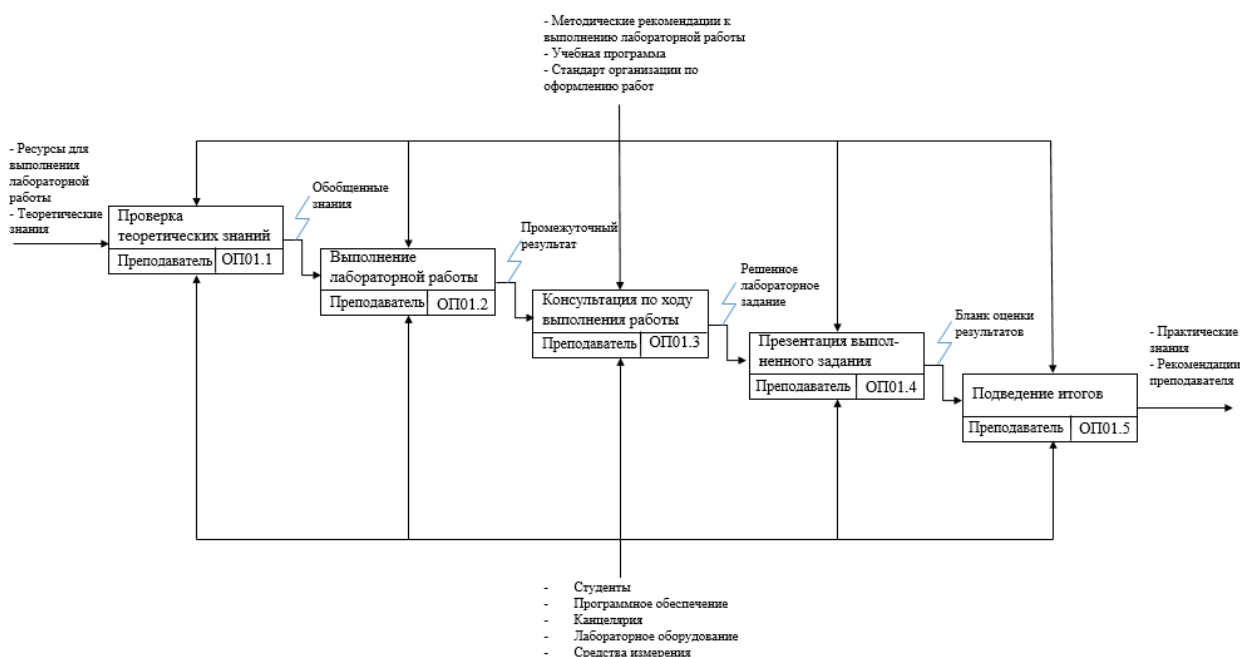 - Методические рекомендации к
выполнению лабораторной работы
- Учебная программа
- Стандарт организации по
оформлению работ
- Ресурсы для
выполнения
лабораторной
работы
- Теоретические
знания
Обобщенные
знания
Проверка
теоретических знаний
Преподаватель ОП01.1
Промежуточный
результат
Выполнение
лабораторной работы
Преподаватель ОП01.2
Решенное
лабораторное
задание
Консультация по ходу
выполнения работы
Преподаватель ОП01.3
Бланк оценки
результатов
Презентация выпол-
ненного задания
Преподаватель ОП01.4
- Практические
знания
- Рекомендации
преподавателя
Подведение итогов
Преподаватель ОП01.5
- Студенты
- Программное обеспечение
- Канцелярия
- Лабораторное оборудование
- Средства измерения